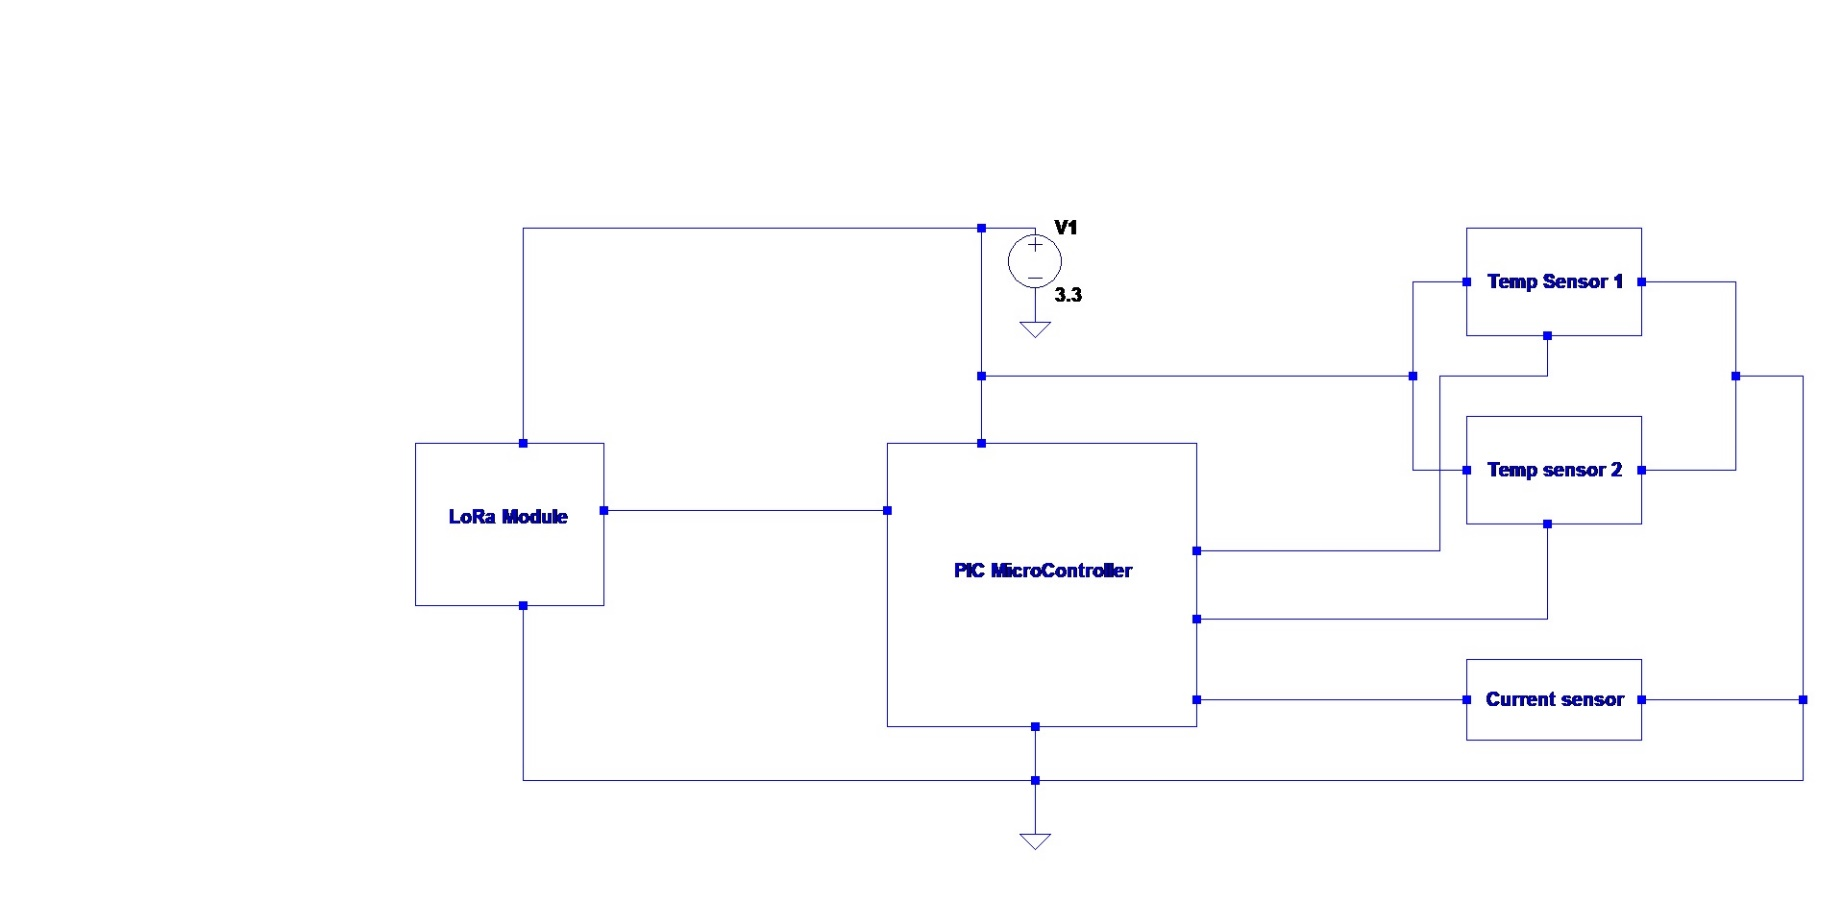 V1
3.3
Temp Sensor 1
Temp sensor 2
LoRa Module
PIC MicroController
Current sensor